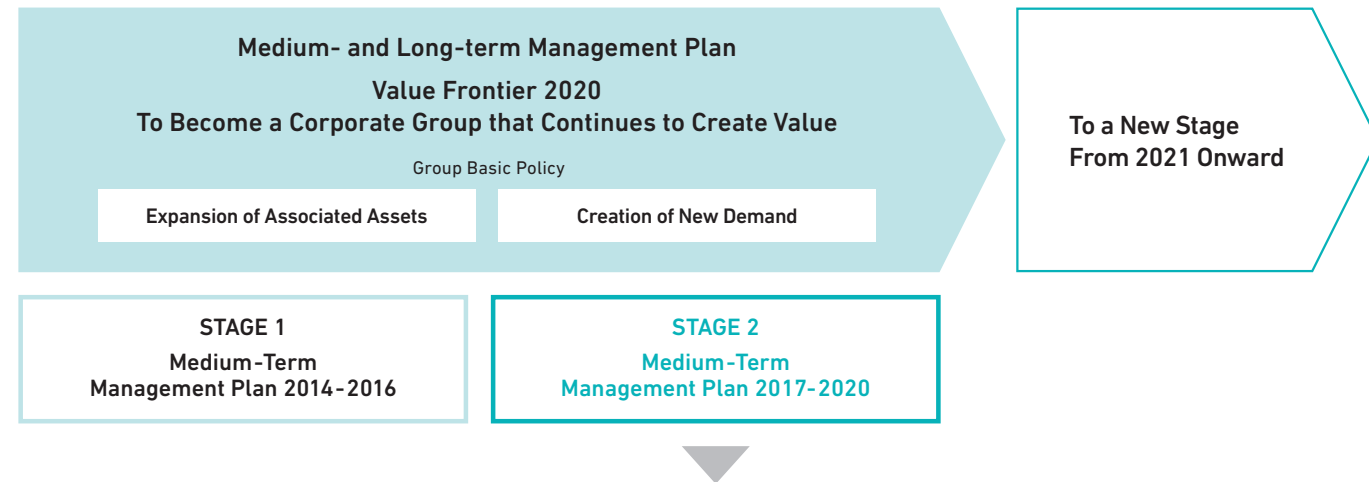 Medium- and Long-term Management Plan
Value Frontier 2020
To Become a Corporate Group that Continues to Create Value
Group Basic Policy
Expansion of Associated Assets
Creation of New Demand
To a New Stage
From 2021 Onward
STAGE 1
Medium-Term
Management Plan 2014-2016
STAGE 2
Medium-Term
Management Plan 2017-2020